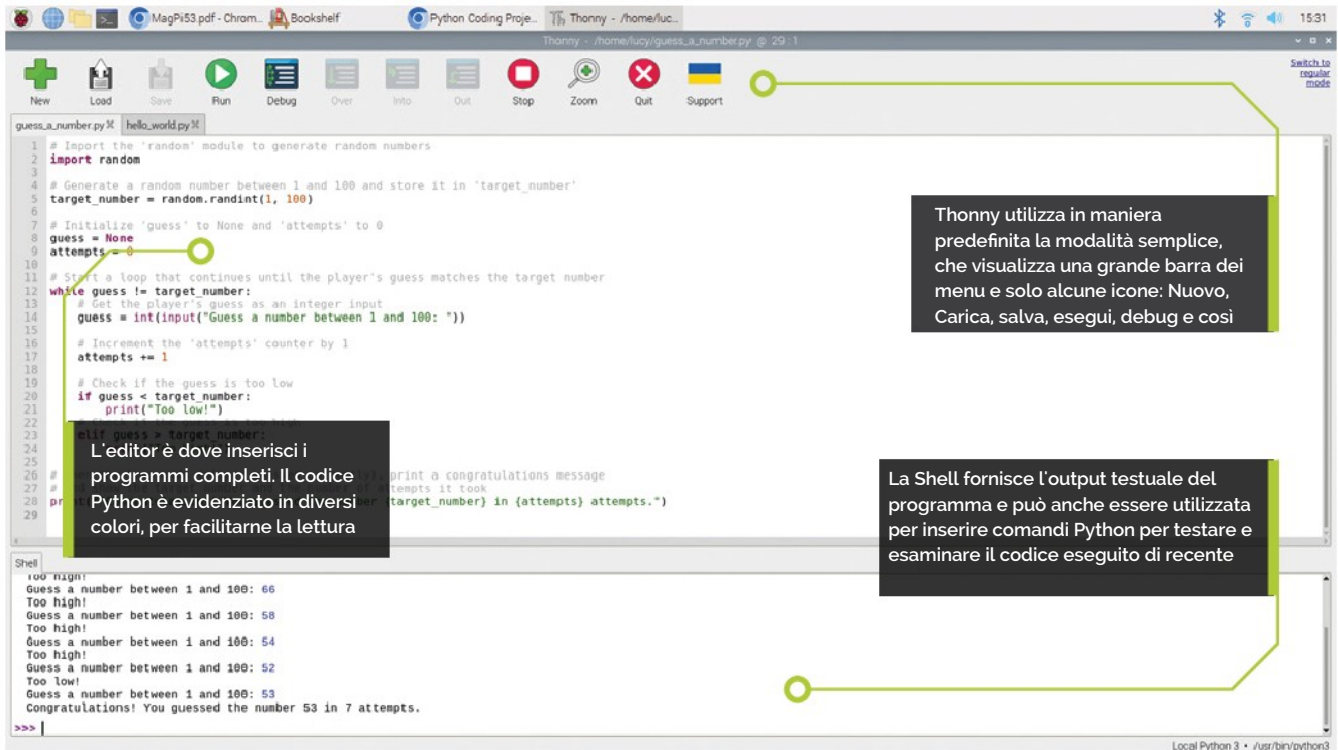 MagPi53.pdf - Chrom... Bookshelf Python Coding Proje... Thonny - /home/luc... 15:31
Thonny - /home/lucy/guess_a_number.py @ 29:1
New Load Save Run Debug Over Into Out Stop Zoom Quit Support
Switch to
regular
mode
guess_a_number.py hello_world.py
1 # Import the 'random' module to generate random numbers
2 import random
3
4 # Generate a random number between 1 and 100 and store it in 'target_number'
5 target_number = random.randint(1, 100)
6
7 # Initialize 'guess' to None and 'attempts' to 0
8 guess = None
9 attempts = 0
10
11 # Start a loop that continues until the player's guess matches the target number
12 while guess != target_number:
13 # Get the player's guess as an integer input
14 guess = int(input("Guess a number between 1 and 100: "))
15
16 # Increment the 'attempts' counter by 1
17 attempts += 1
18
19 # Check if the guess is too low
20 if guess < target_number:
21 print("Too low!")
22 # Check if the guess is too high
23 elif guess > target_number:
24
25
26 # print a congratulations message
27 # attempts it took
28 {target_number} in {attempts} attempts.")
29
Thonny utilizza in maniera
predefinita la modalità semplice,
che visualizza una grande barra dei
menu e solo alcune icone: Nuovo,
Carica, salva, esegui, debug e così
L'editor è dove inserisci i
programmi completi. Il codice
Python è evidenziato in diversi
colori, per facilitarne la lettura
La Shell fornisce l'output testuale del
programma e può anche essere utilizzata
per inserire comandi Python per testare e
esaminare il codice eseguito di recente
Shell
Too high!
Guess a number between 1 and 100: 66
Too high!
Guess a number between 1 and 100: 58
Too high!
Guess a number between 1 and 100: 54
Too high!
Guess a number between 1 and 100: 52
Too low!
Guess a number between 1 and 100: 53
Congratulations! You guessed the number 53 in 7 attempts.
>>>
Local Python 3 • /usr/bin/python3